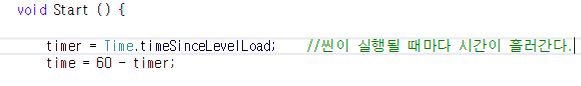 void Start () {
timer = Time.timeSinceLevelLoad; //씬이 실행될 때마다 시간이 흘러간다.
time = 60 - timer;